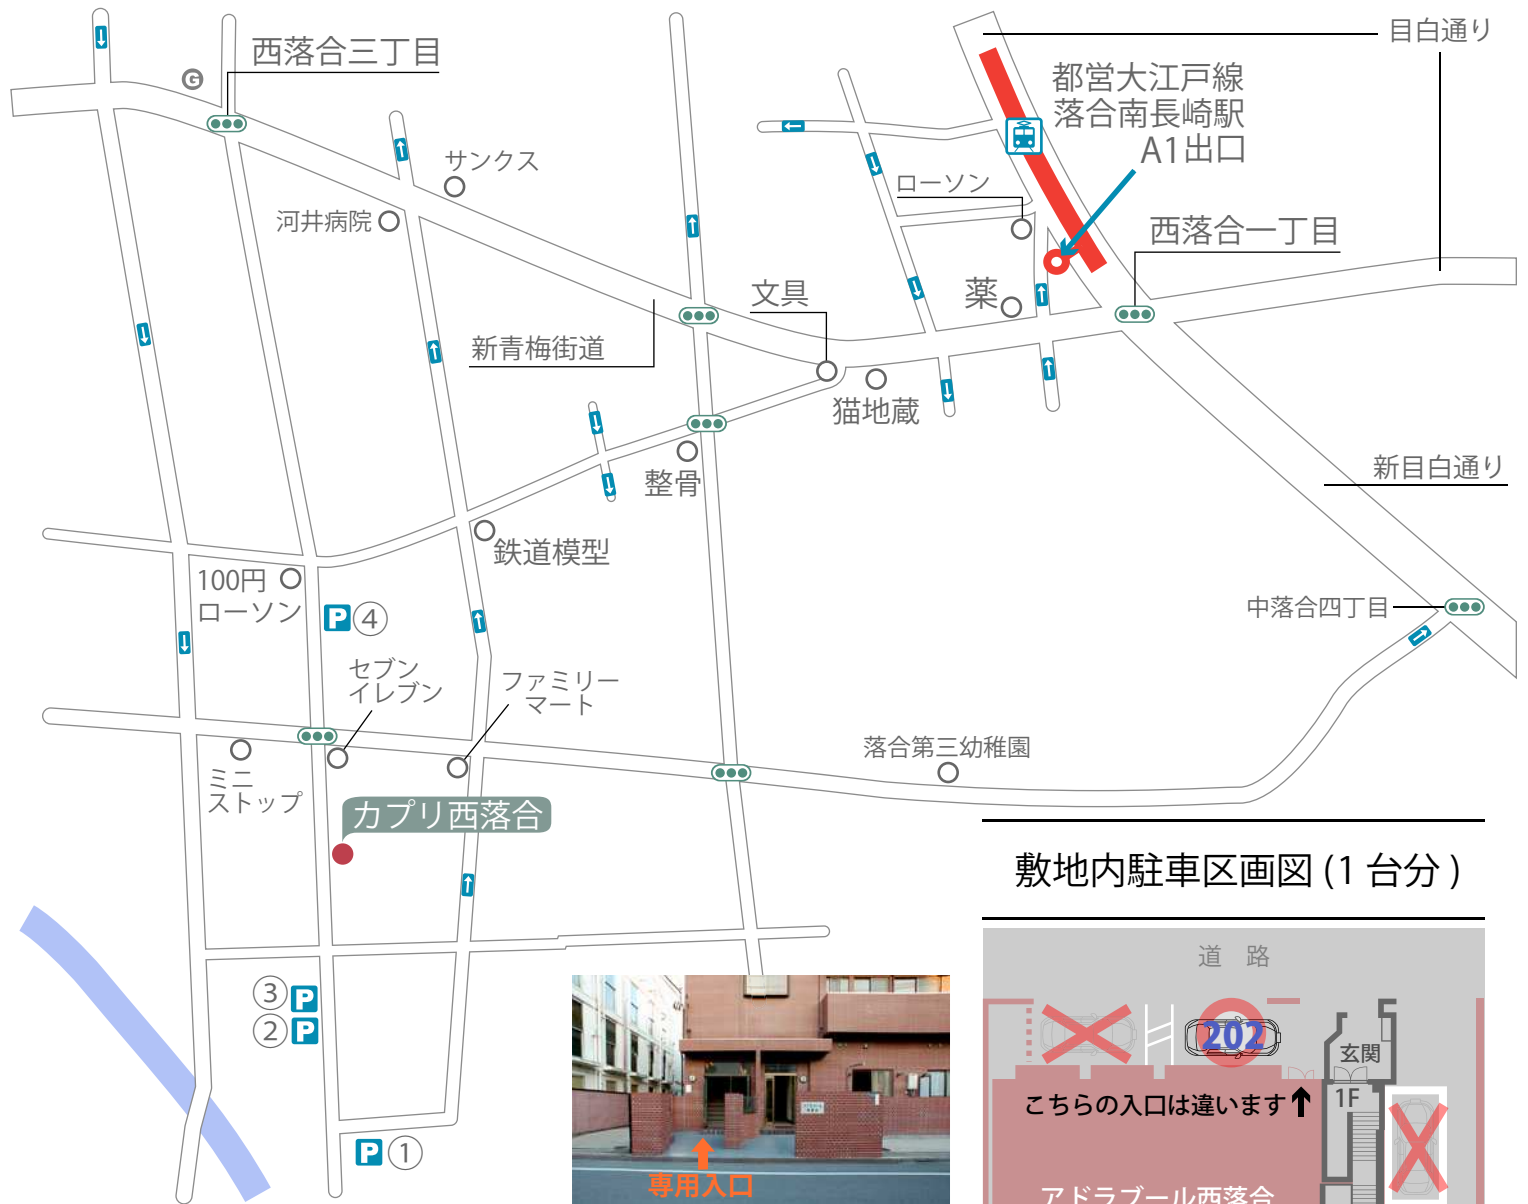 目白通り
西落合三丁目
G
都営大江戸線
落合南長崎駅
A1出口
サンクス
河井病院
ローソン
西落合一丁目
薬
文具
新青梅街道
猫地蔵
整骨
新目白通り
鉄道模型
100円
ローソン
P④
中落合四丁目
セブン
イレブン
ファミリー
マート
ミニ
ストップ
落合第三幼稚園
カプリ西落合
敷地内駐車区画図 (1 台分 )
道 路
③P
②P
202
玄関
1F
こちらの入口は違います
P①
専用入口
アドラブール西落合